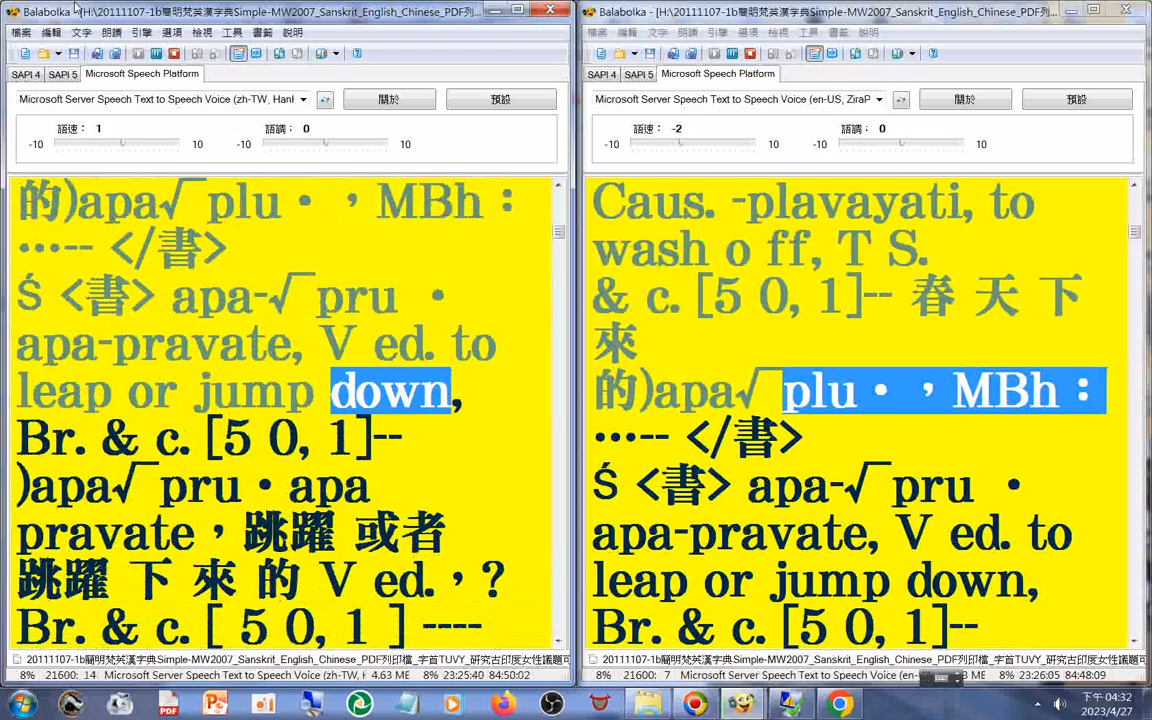 Balabolka - [H:\20111107-1b簡明梵英漢字典Simple-MW2007_Sanskrit_English_Chinese_PDF列...
檔案 編輯 文字 朗讀 引擎 選項 檢視 工具 書籤 說明
SAPI 4 SAPI 5 Microsoft Speech Platform
Microsoft Server Speech Text to Speech Voice (zh-TW, Hanl
關於 預設
語速： 1 語調： 0
-10 10 -10 10
的)apa√ plu·，MBh：
…-- </書>
Ś <書> apa-√ pru ·
apa-pravate, V ed. to
leap or jump down,
Br. & c. [5 0, 1]--
)apa√ pru·apa
pravate，跳躍 或者
跳躍 下 來 的 V ed.，?
Br. & c. [ 5 0, 1 ] ----
20111107-1b簡明梵英漢字典Simple-MW2007_Sanskrit_English_Chinese_PDF列印檔_字首TUVY_研究古印度女性議題可
8% 21600: 14 Microsoft Server Speech Text to Speech Voice (zh-TW, H 4.63 ME 8% 23:25:40 84:50:02
Balabolka - [H:\20111107-1b簡明梵英漢字典Simple-MW2007_Sanskrit_English_Chinese_PDF列...
檔案 編輯 文字 朗讀 引擎 選項 檢視 工具 書籤 說明
SAPI 4 SAPI 5 Microsoft Speech Platform
Microsoft Server Speech Text to Speech Voice (en-US, ZiraP
關於 預設
語速： -2 語調： 0
-10 10 -10 10
Caus. -plavayati, to
wash o ff, T S.
& c. [5 0, 1]-- 春 天 下
來
的)apa√ plu·，MBh：
…-- </書>
Ś <書> apa-√ pru ·
apa-pravate, V ed. to
leap or jump down,
Br. & c. [5 0, 1]--
20111107-1b簡明梵英漢字典Simple-MW2007_Sanskrit_English_Chinese_PDF列印檔_字首TUVY_研究古印度女性議題可
8% 21600: 7 Microsoft Server Speech Text to Speech 8% 23:26:05 84:48:09
下午 04:32
2023/4/27